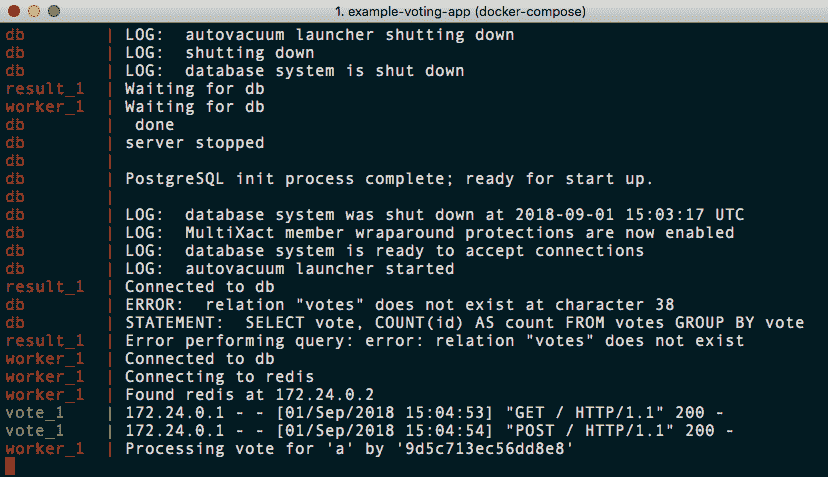 1. example-voting-app (docker-compose)
db | LOG:  autovacuum launcher shutting down
db | LOG:  shutting down
db | LOG:  database system is shut down
result_1 | Waiting for db
worker_1 | Waiting for db
db |  done
db | server stopped
db |
db | PostgreSQL init process complete; ready for start up.
db |
db | LOG:  database system was shut down at 2018-09-01 15:03:17 UTC
db | LOG:  MultiXact member wraparound protections are now enabled
db | LOG:  database system is ready to accept connections
db | LOG:  autovacuum launcher started
result_1 | Connected to db
db | ERROR:  relation "votes" does not exist at character 38
db | STATEMENT:  SELECT vote, COUNT(id) AS count FROM votes GROUP BY vote
result_1 | Error performing query: error: relation "votes" does not exist
worker_1 | Connected to db
worker_1 | Connecting to redis
worker_1 | Found redis at 172.24.0.2
vote_1 | 172.24.0.1 - - [01/Sep/2018 15:04:53] "GET / HTTP/1.1" 200 -
vote_1 | 172.24.0.1 - - [01/Sep/2018 15:04:54] "POST / HTTP/1.1" 200 -
worker_1 | Processing vote for 'a' by '9d5c713ec56dd8e8'